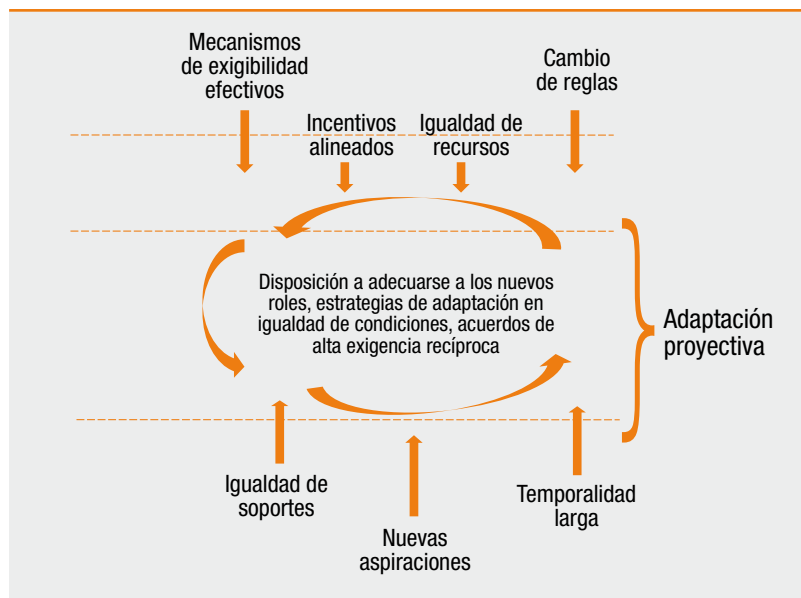 Mecanismos
de exigibilidad
efectivos
Cambio
de reglas
Incentivos
alineados
Igualdad de
recursos
Disposición a adecuarse a los nuevos
roles, estrategias de adaptación en
igualdad de condiciones, acuerdos de
alta exigencia recíproca
Adaptación
proyectiva
Igualdad de
soportes
Nuevas
aspiraciones
Temporalidad
larga